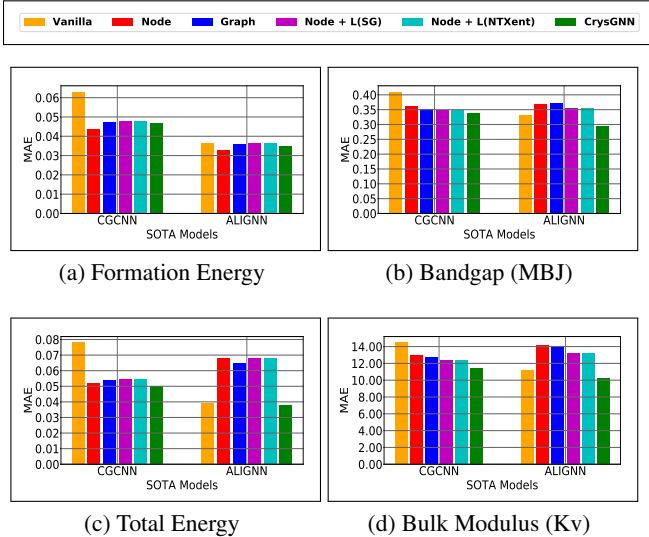 Vanilla Node Graph Node + L(SG) Node + L(NTXent) CrysGNN
0.06
0.05
0.04
0.03
0.02
0.01
0.00
MAE
CGCNN ALIGNN
SOTA Models
(a) Formation Energy
0.40
0.35
0.30
0.25
0.20
0.15
0.10
0.05
0.00
MAE
CGCNN ALIGNN
SOTA Models
(b) Bandgap (MBJ)
0.08
0.07
0.06
0.05
0.04
0.03
0.02
0.01
0.00
MAE
CGCNN ALIGNN
SOTA Models
(c) Total Energy
14.00
12.00
10.00
8.00
6.00
4.00
2.00
0.00
MAE
CGCNN ALIGNN
SOTA Models
(d) Bulk Modulus (Kv)